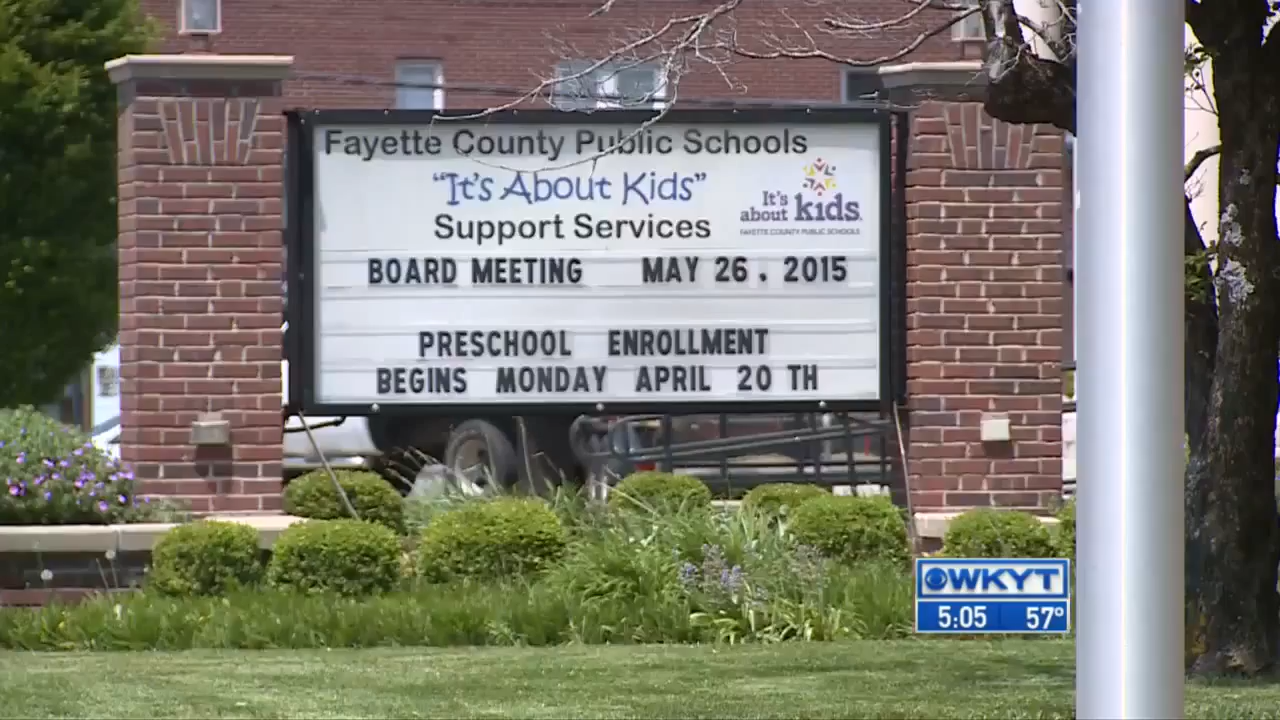 Fayette County Public Schools
"It's About Kids"
Support Services
It's
about kids.
FAYETTE COUNTY PUBLIC SCHOOLS
BOARD MEETING MAY 26 . 2015
PRESCHOOL ENROLLMENT
BEGINS MONDAY APRIL 20 TH
WKYT
5:05 57°